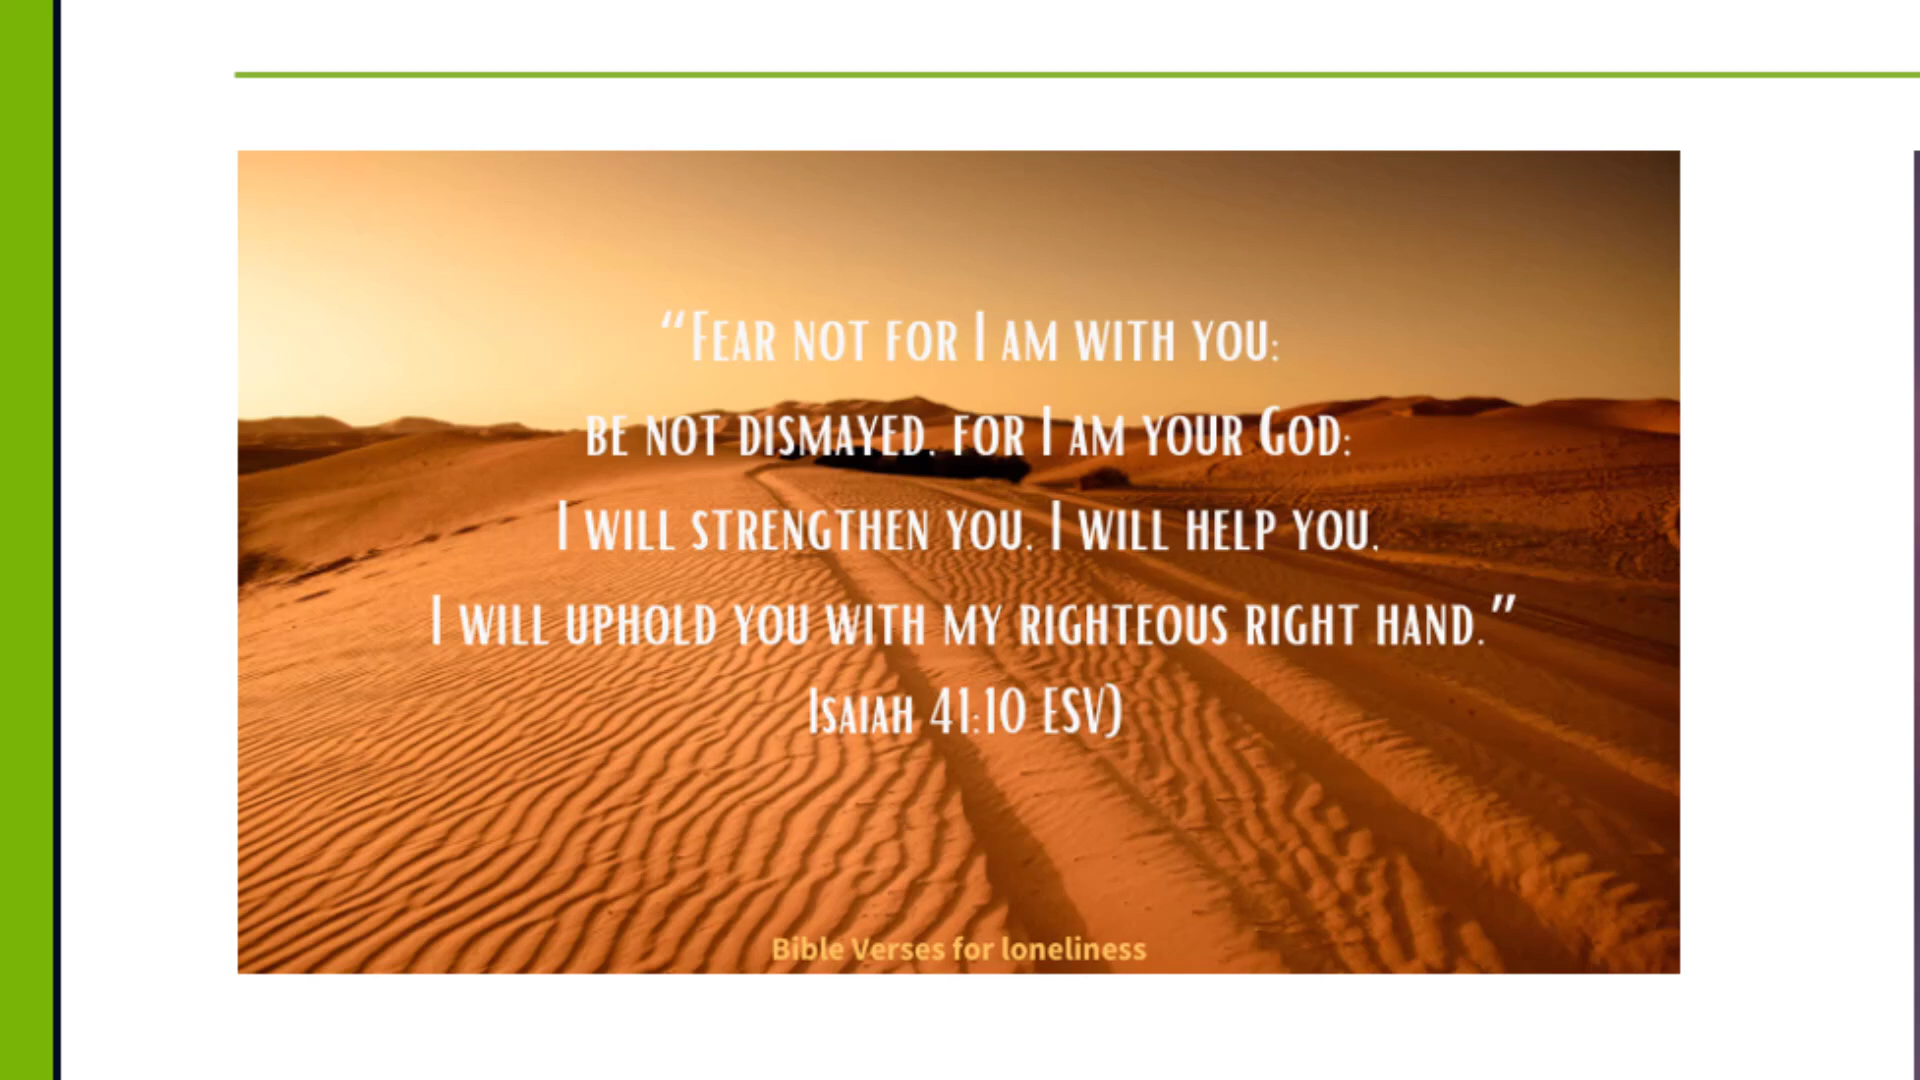 “Fear not for I am with you;
be not dismayed, for I am your God;
I will strengthen you, I will help you,
I will uphold you with my righteous right hand.”
Isaiah 41:10 ESV)
Bible Verses for loneliness